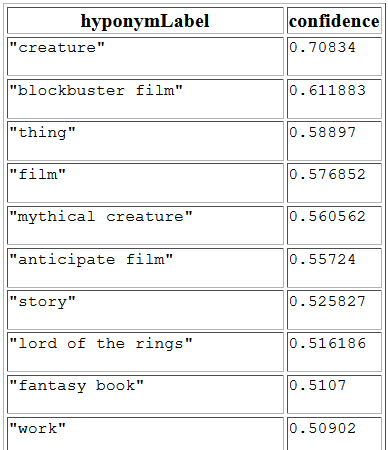 hyponymLabel confidence
"creature" 0.70834
"blockbuster film" 0.611883
"thing" 0.58897
"film" 0.576852
"mythical creature" 0.560562
"anticipate film" 0.55724
"story" 0.525827
"lord of the rings" 0.516186
"fantasy book" 0.5107
"work" 0.50902